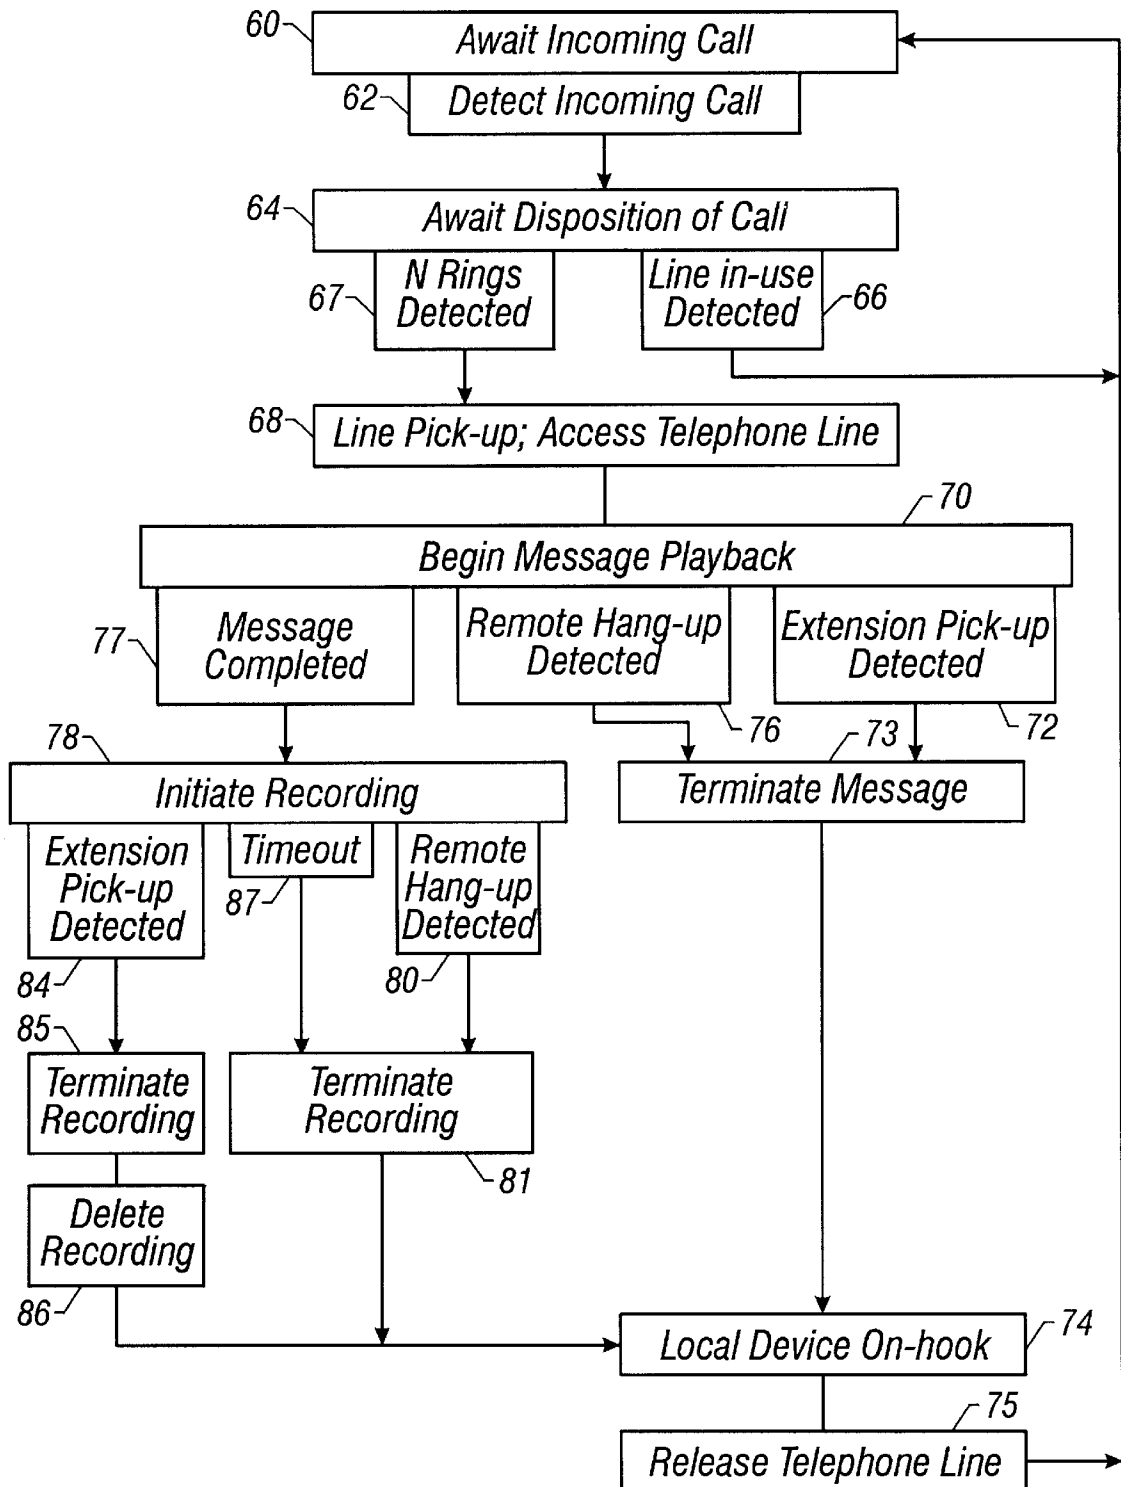 60
Await Incoming Call
62
Detect Incoming Call
64
Await Disposition of Call
67
N Rings
Detected
Line in-use
Detected
66
68
Line Pick-up; Access Telephone Line
70
Begin Message Playback
77
Message
Completed
Remote Hang-up
Detected
76
Extension Pick-up
Detected
72
78
Initiate Recording
73
Terminate Message
Extension
Pick-up
Detected
84
Timeout
87
Remote
Hang-up
Detected
80
85
Terminate
Recording
Terminate
Recording
81
Delete
Recording
86
Local Device On-hook
74
75
Release Telephone Line